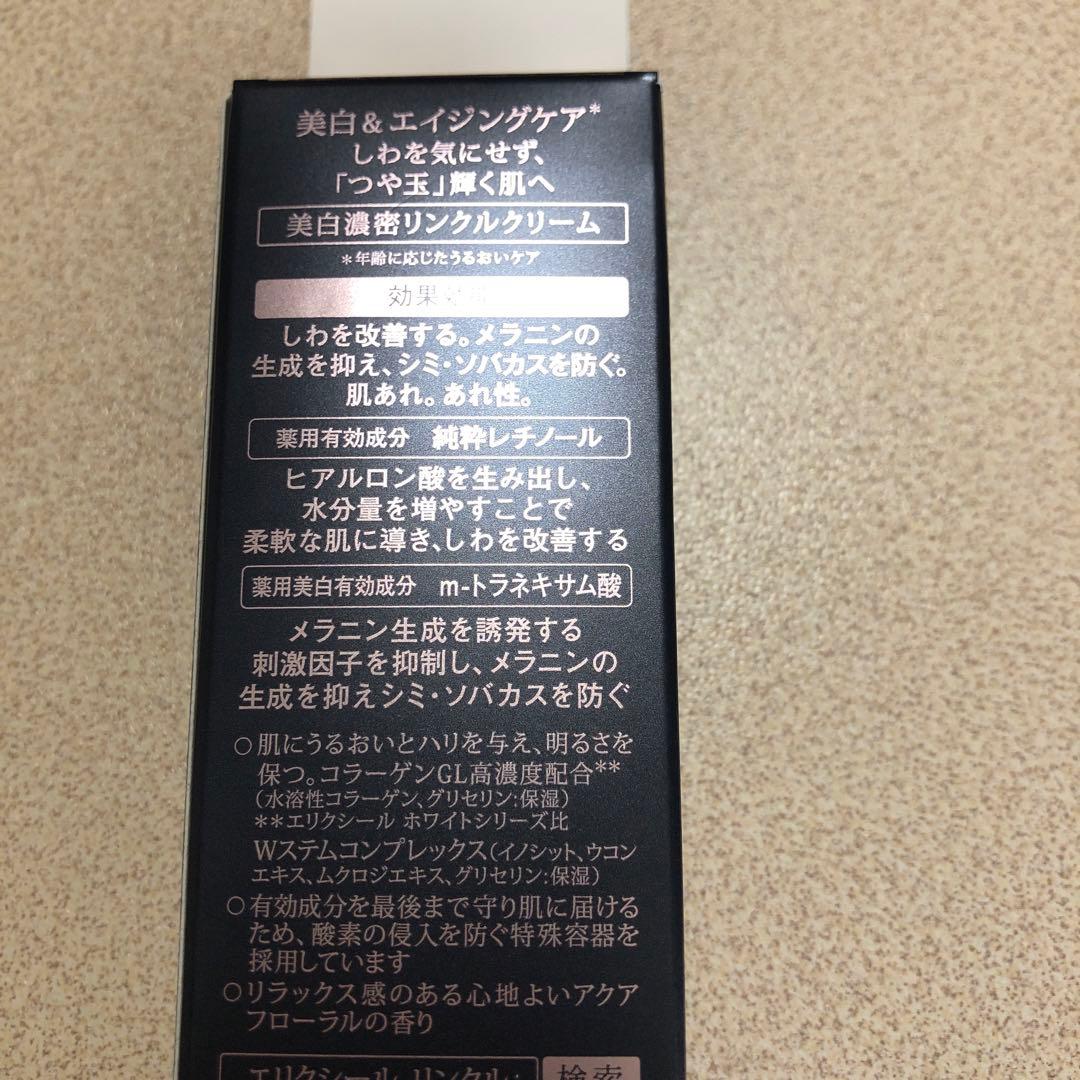 美白&エイジングケア*
しわを気にせず、
「つや玉」輝く肌へ
美白濃密リンクルクリーム
*年齢に応じたうるおいケア
効果効能
しわを改善する。メラニンの
生成を抑え、シミ・ソバカスを防ぐ。
肌あれ。あれ性。
薬用有効成分 純粋レチノール
ヒアルロン酸を生み出し、
水分量を増やすことで
柔軟な肌に導き、しわを改善する
薬用美白有効成分 m-トラネキサム酸
メラニン生成を誘発する
刺激因子を抑制し、メラニンの
生成を抑えシミ・ソバカスを防ぐ
○肌にうるおいとハリを与え、明るさを
保つ。コラーゲンGL高濃度配合**
(水溶性コラーゲン、グリセリン:保湿)
**エリクシール ホワイトシリーズ比
Wステムコンプレックス(イノシット、ウコン
エキス、ムクロジエキス、グリセリン:保湿)
○有効成分を最後まで守り肌に届ける
ため、酸素の侵入を防ぐ特殊容器を
採用しています
○リラックス感のある心地よいアクア
フローラルの香り
エリクシール リンクル 検索